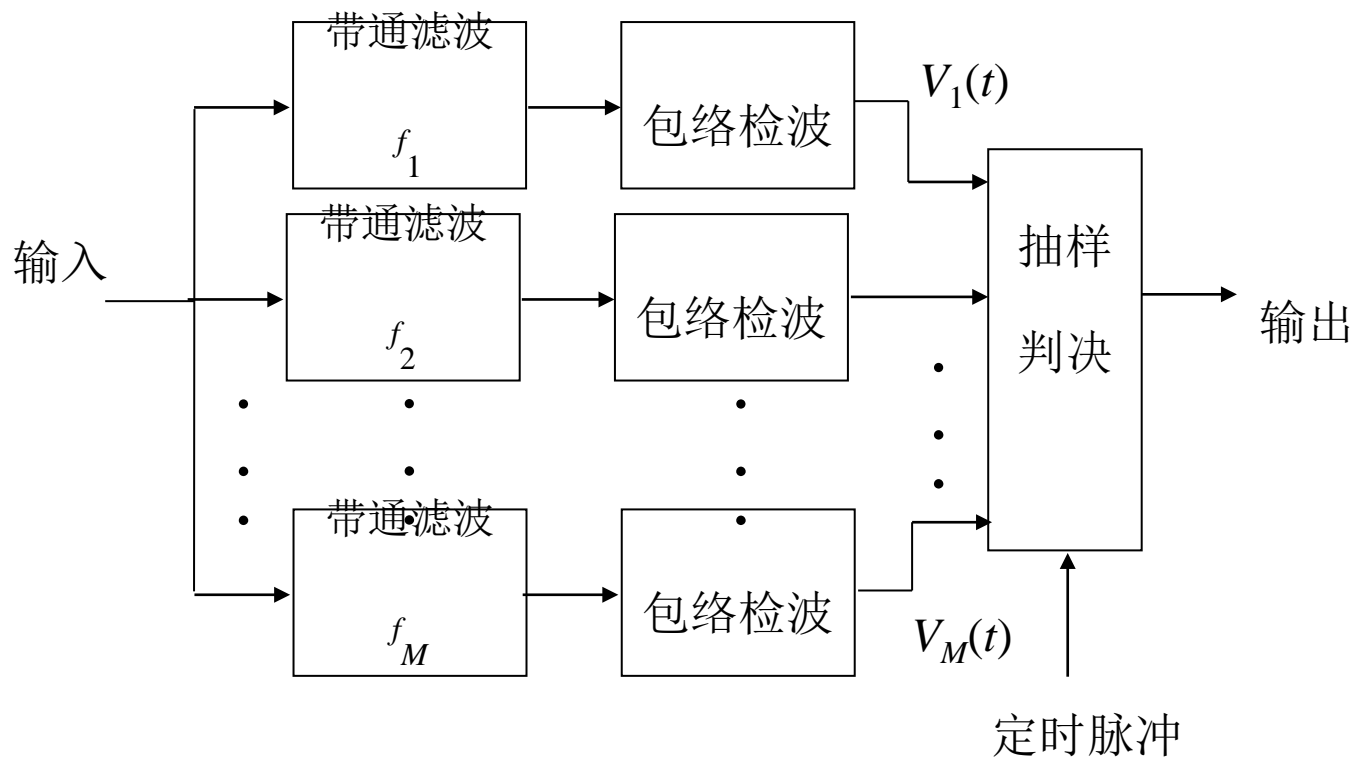 带通滤波
f1
包络检波
V1(t)
带通滤波
f2
包络检波
输入
抽样
判决
输出
带通滤波
fM
包络检波
VM(t)
定时脉冲